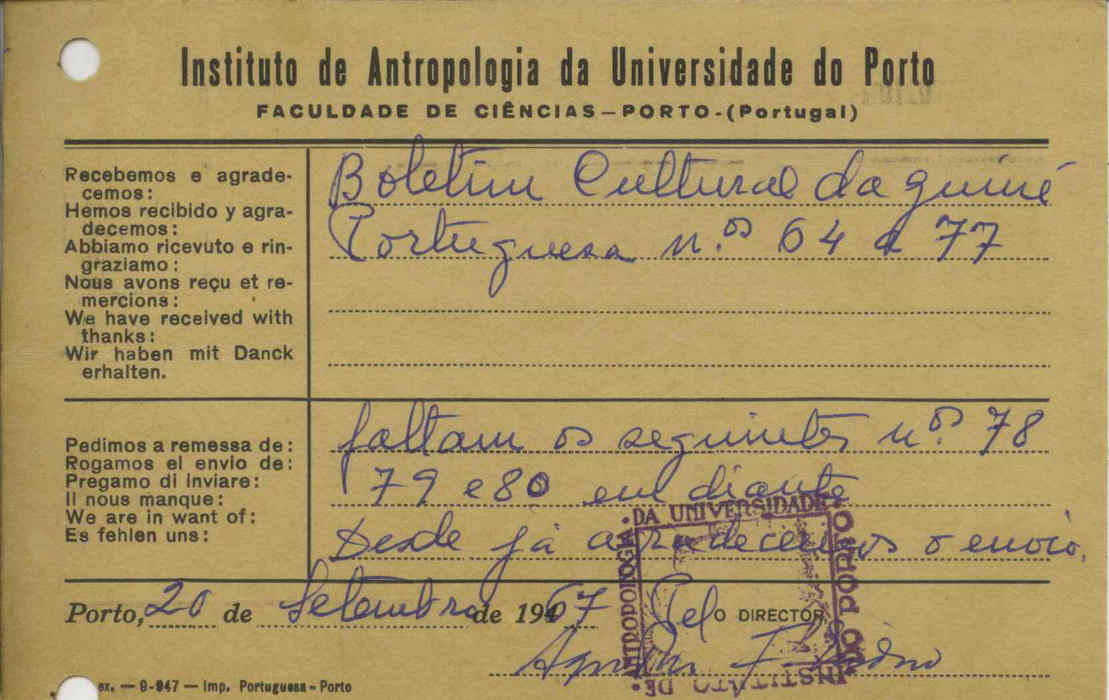 Instituto de Antropologia da Universidade do Porto
FACULDADE DE CIÊNCIAS—PORTO-(Portugal)
Recebemos e agrade-
cemos:
Hemos recibido y agra-
decemos:
Abbiamo ricevuto e rin-
graziamo:
Nous avons reçu et re-
mercions:
We have received with
thanks:
Wir haben mit Danck
erhalten.
Boletim Cultural da guiné
Portuguesa n.os 64 a 77
Pedimos a remessa de:
Rogamos el envio de:
Pregamo di inviare:
Il nous manque:
We are in want of:
Es fehlen uns:
faltam os seguintes n.os 78
79 e 80 em diante
Desde já agradecemos o envio.
Porto, 20 de Setembro de 1967 Pelo O DIRECTOR,
INSTITUTO DE ANTROPOLOGIA DA UNIVERSIDADE DO PORTO
ex. — 9-947 — Imp. Portuguesa - Porto